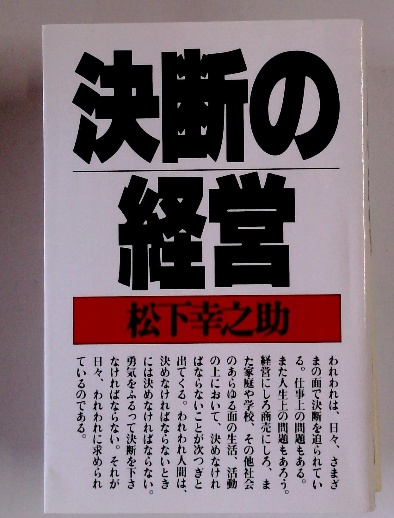 決断の
経営
松下幸之助
われわれは、日々、さまざ
まの面で決断を迫られてい
る。仕事上の問題もある。
また人生上の問題もあろう。
経営にしろ商売にしろ、ま
た家庭や学校、その他社会
のあらゆる面の生活、活動
の上において、決めなけれ
ばならないことが次つぎと
出てくる。われわれ人間は、
決めなければならないとき
には決めなければならない。
勇気をふるって決断を下さ
なければならない。それが
日々、われわれに求められ
ているのである。